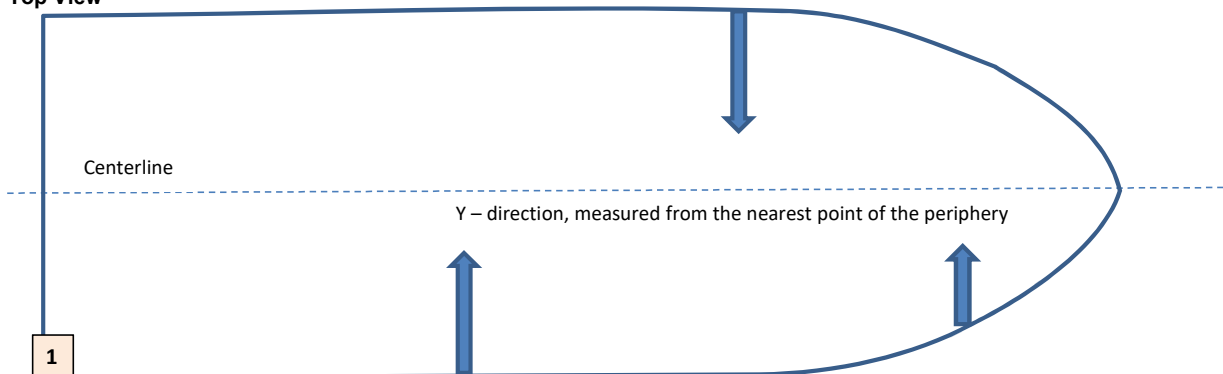 Top View
Centerline
Y – direction, measured from the nearest point of the periphery
1